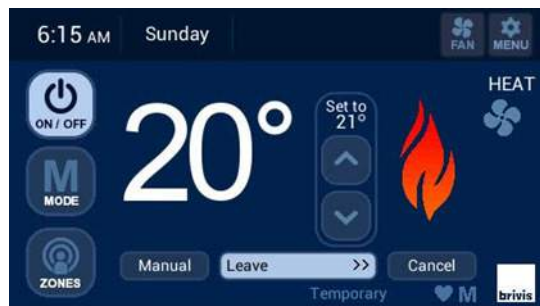 6:15 AM Sunday
FAN
MENU
HEAT
ON / OFF
20°
Set to
21°
M
MODE
ZONES
Manual
Leave >>
Cancel
Temporary
M
brivis